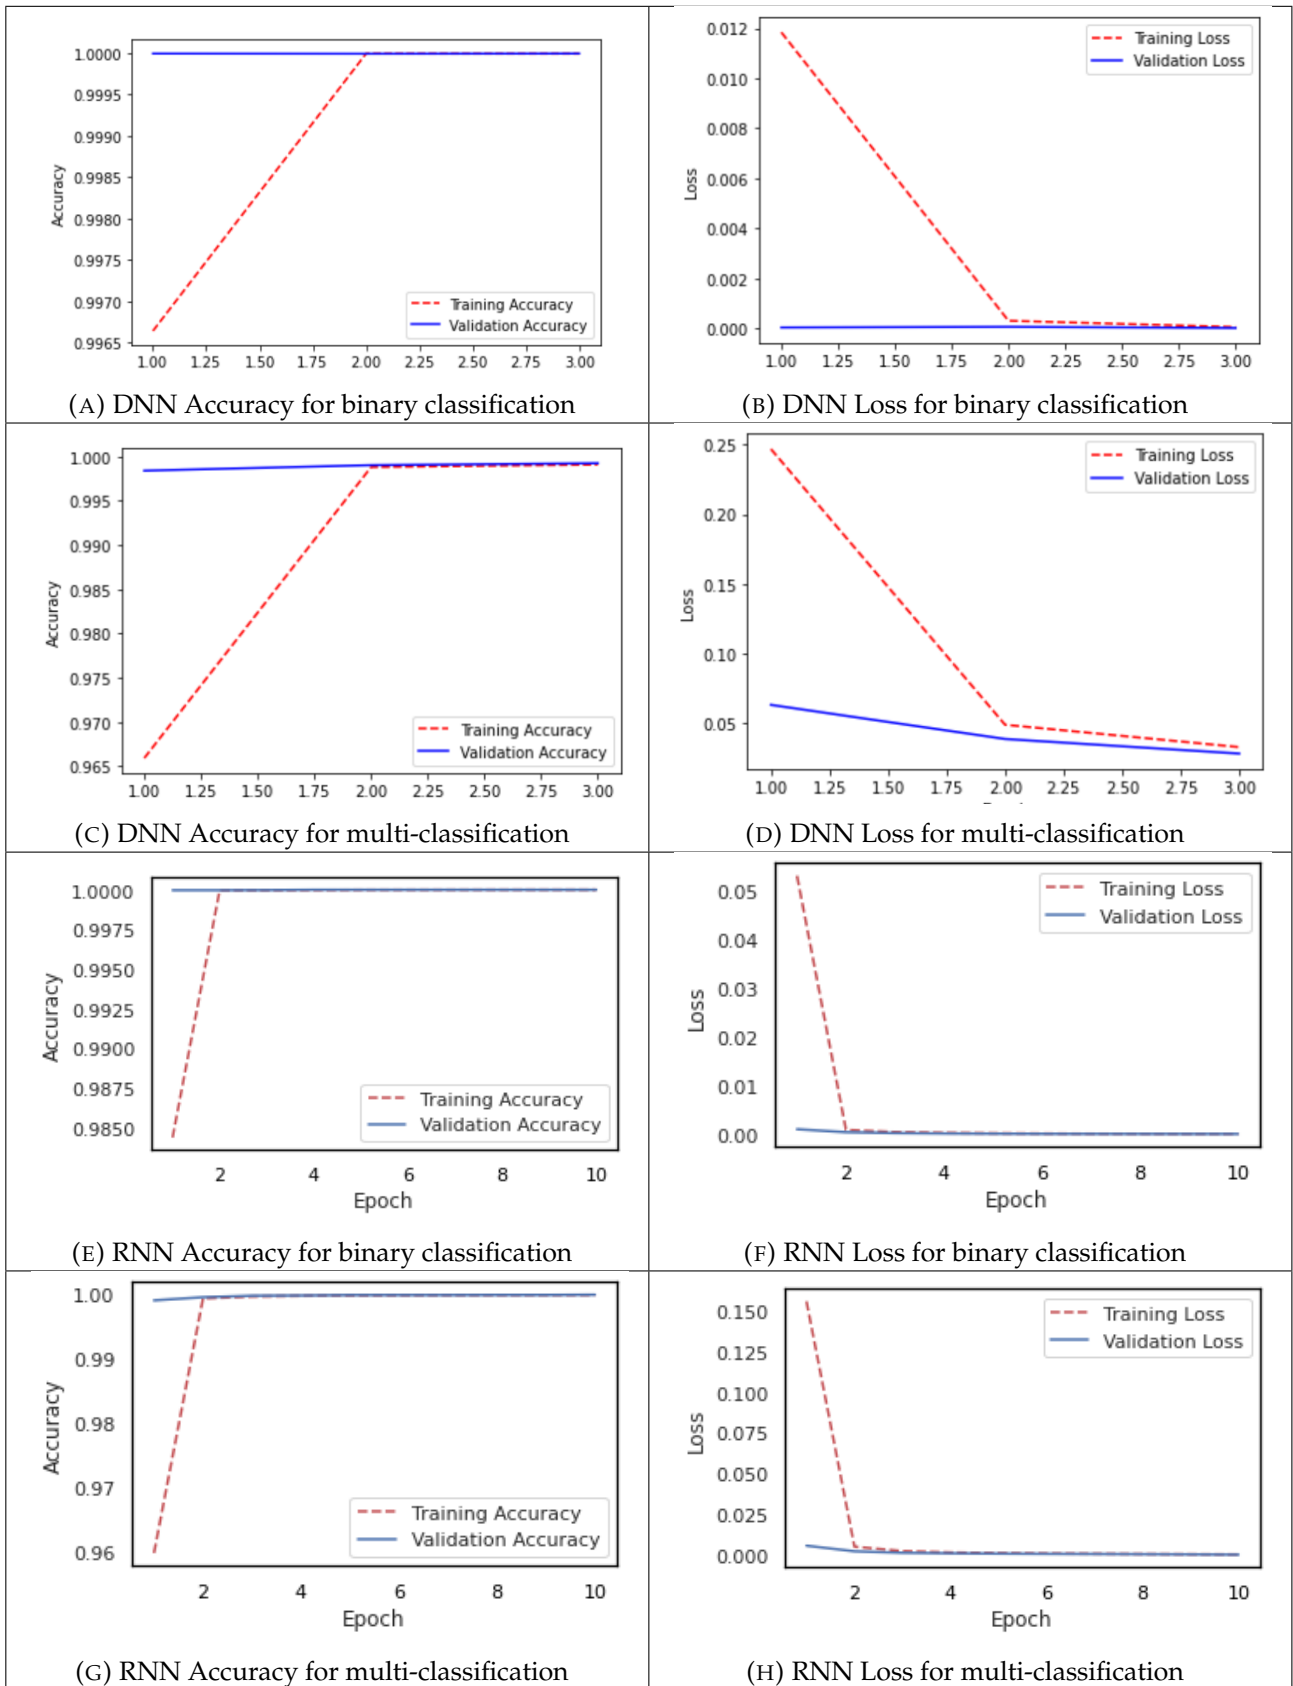 1.0000
0.9995
0.9990
0.9985
0.9980
0.9975
0.9970
0.9965
Accuracy
Training Accuracy
Validation Accuracy
1.00 1.25 1.50 1.75 2.00 2.25 2.50 2.75 3.00
(A) DNN Accuracy for binary classification
0.012
0.010
0.008
0.006
0.004
0.002
0.000
Loss
Training Loss
Validation Loss
1.00 1.25 1.50 1.75 2.00 2.25 2.50 2.75 3.00
(B) DNN Loss for binary classification
1.000
0.995
0.990
0.985
0.980
0.975
0.970
0.965
Accuracy
Training Accuracy
Validation Accuracy
1.00 1.25 1.50 1.75 2.00 2.25 2.50 2.75 3.00
(C) DNN Accuracy for multi-classification
0.25
0.20
0.15
0.10
0.05
Loss
Training Loss
Validation Loss
1.00 1.25 1.50 1.75 2.00 2.25 2.50 2.75 3.00
(D) DNN Loss for multi-classification
1.0000
0.9975
0.9950
0.9925
0.9900
0.9875
0.9850
Accuracy
Training Accuracy
Validation Accuracy
2 4 6 8 10
Epoch
(E) RNN Accuracy for binary classification
0.05
0.04
0.03
0.02
0.01
0.00
Loss
Training Loss
Validation Loss
2 4 6 8 10
Epoch
(F) RNN Loss for binary classification
1.00
0.99
0.98
0.97
0.96
Accuracy
Training Accuracy
Validation Accuracy
2 4 6 8 10
Epoch
(G) RNN Accuracy for multi-classification
0.150
0.125
0.100
0.075
0.050
0.025
0.000
Loss
Training Loss
Validation Loss
2 4 6 8 10
Epoch
(H) RNN Loss for multi-classification